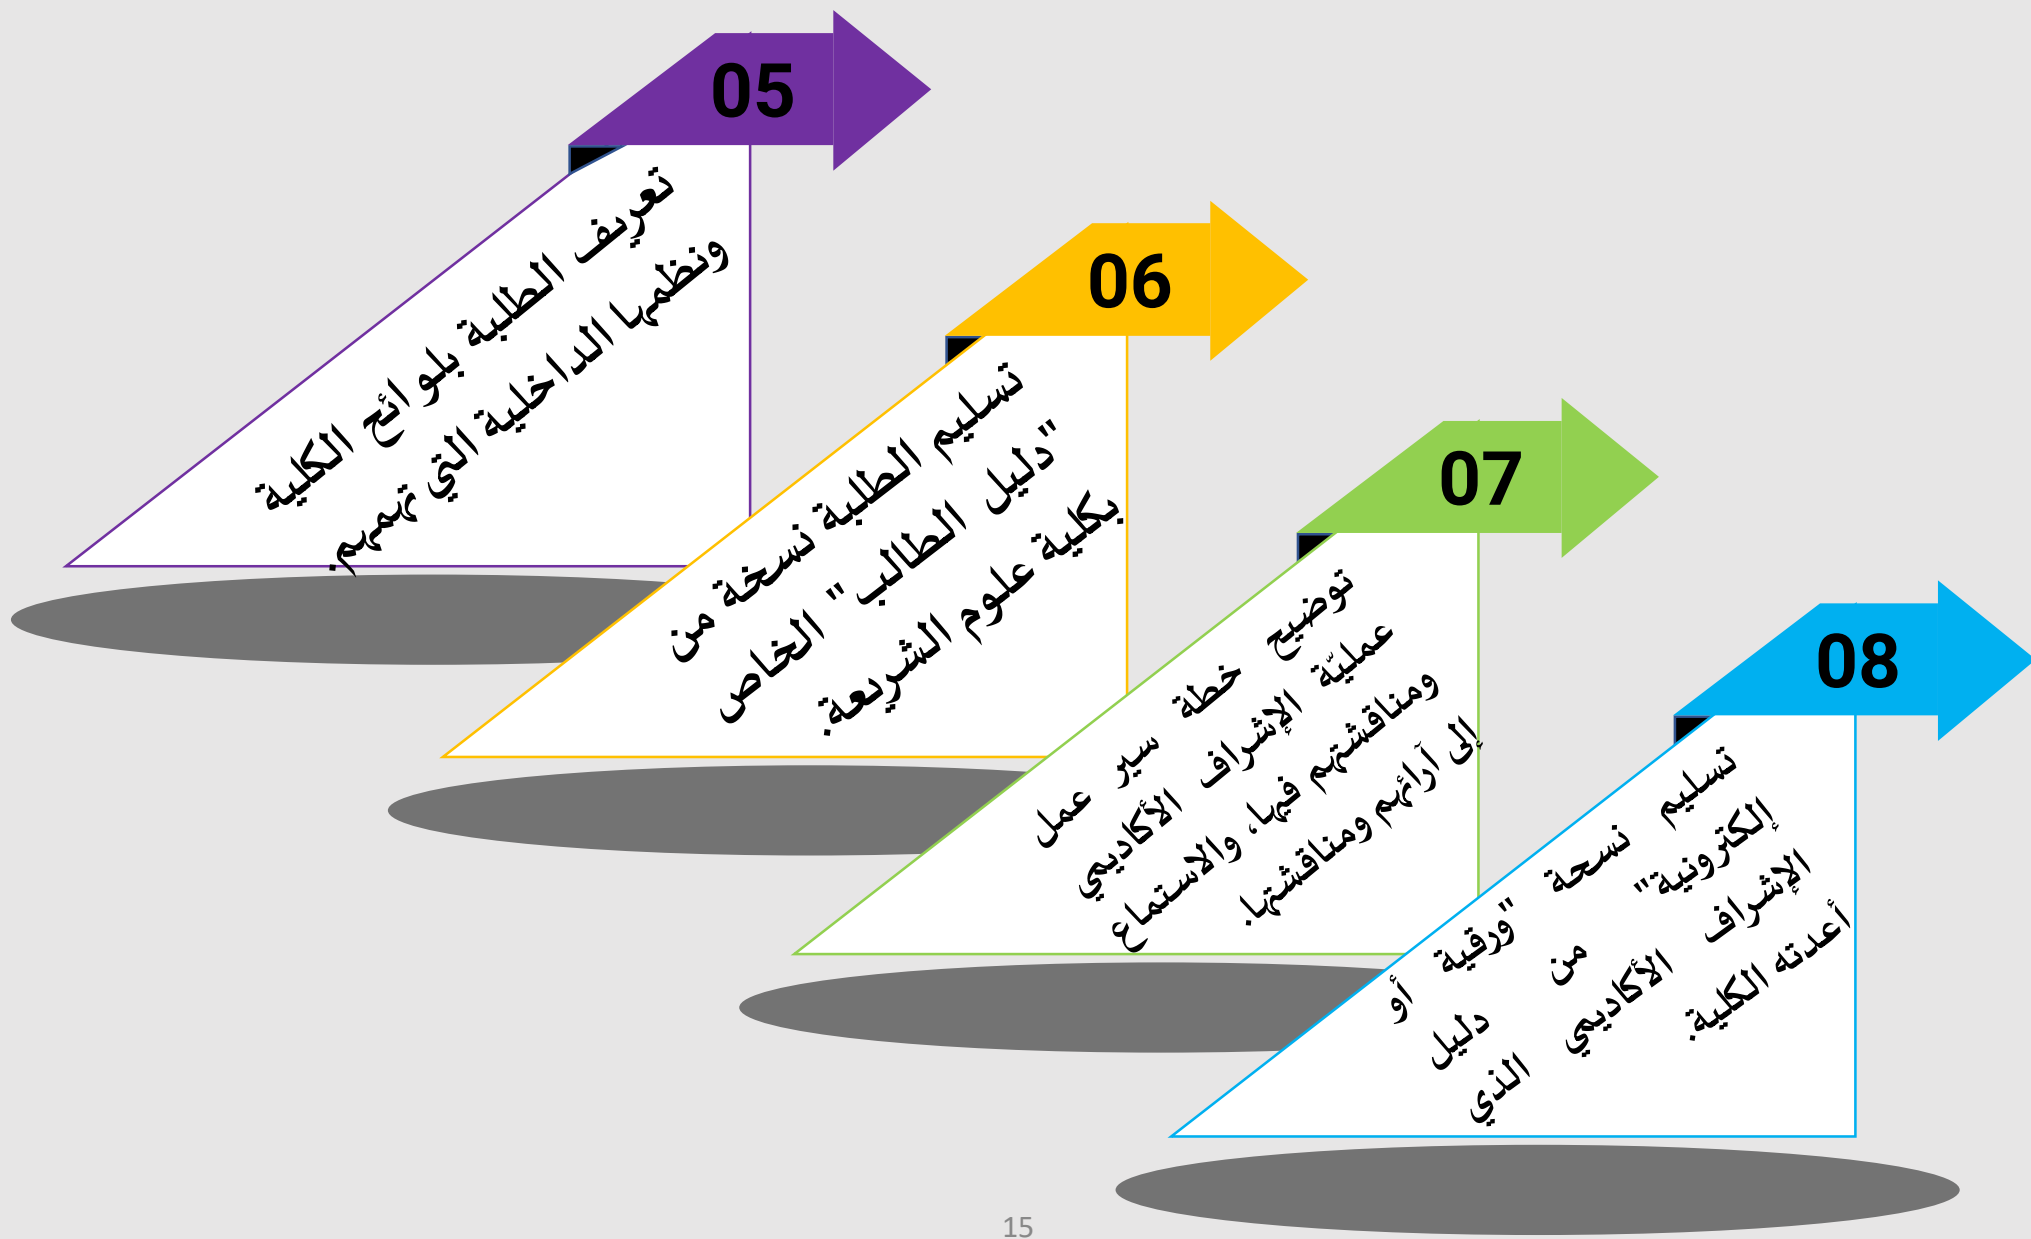 05
تعريف الطلبة بلوائح الكلية
ونظمها الداخلية التي تهمهم.
06
تسليم الطلبة نسخة من
"دليل الطالب" الخاص
بكلية علوم الشريعة.
07
توضيح خطة سير عمل
عمليّة الإشراف الأكاديمي
ومناقشتهم فيها، والاستماع
إلى آرائهم ومناقشتها.
08
تسليم نسحة "ورقية أو
إلكترونية" من دليل
الإشراف الأكاديمي الذي
أعدته الكلية.
15